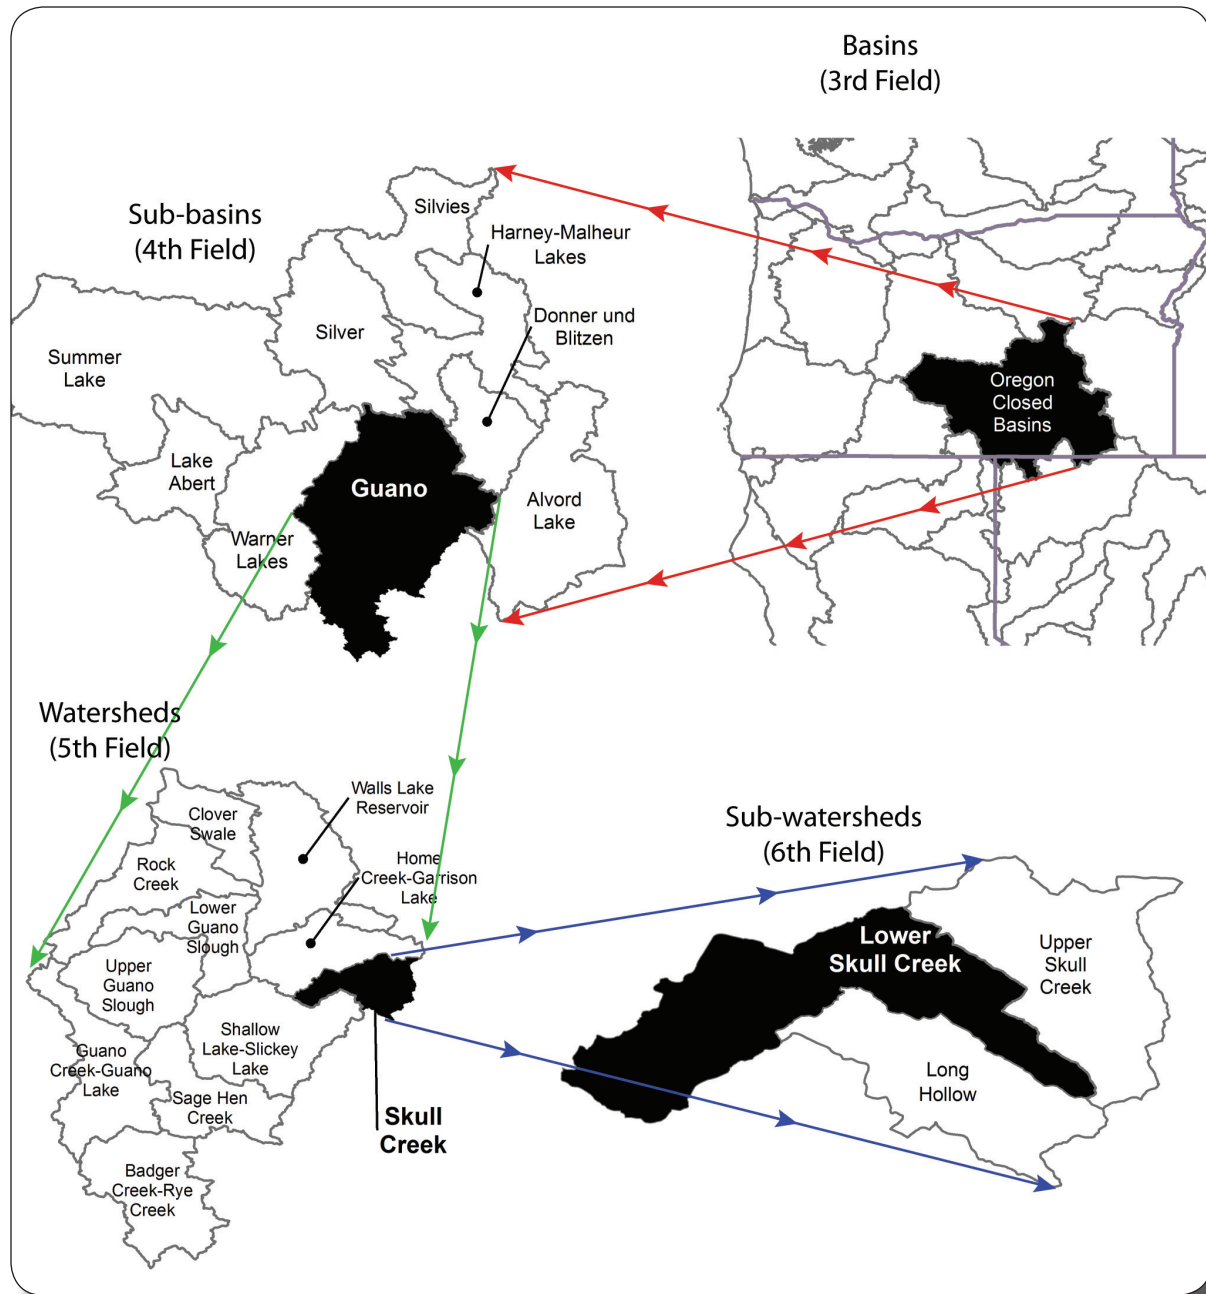 Basins
(3rd Field)
Sub-basins
(4th Field)
Silvies
Harney-Malheur
Lakes
Donner und
Blitzen
Silver
Summer
Lake
Oregon
Closed
Basins
Lake
Abert
Guano
Alvord
Lake
Warner
Lakes
Watersheds
(5th Field)
Walls Lake
Reservoir
Clover
Swale
Home
Creek-Garrison
Lake
Rock
Creek
Lower
Guano
Slough
Upper
Guano
Slough
Shallow
Lake-Slickey
Lake
Guano
Creek-Guano
Lake
Sage Hen
Creek
Skull
Creek
Badger
Creek-Rye
Creek
Sub-watersheds
(6th Field)
Lower
Skull Creek
Upper
Skull
Creek
Long
Hollow